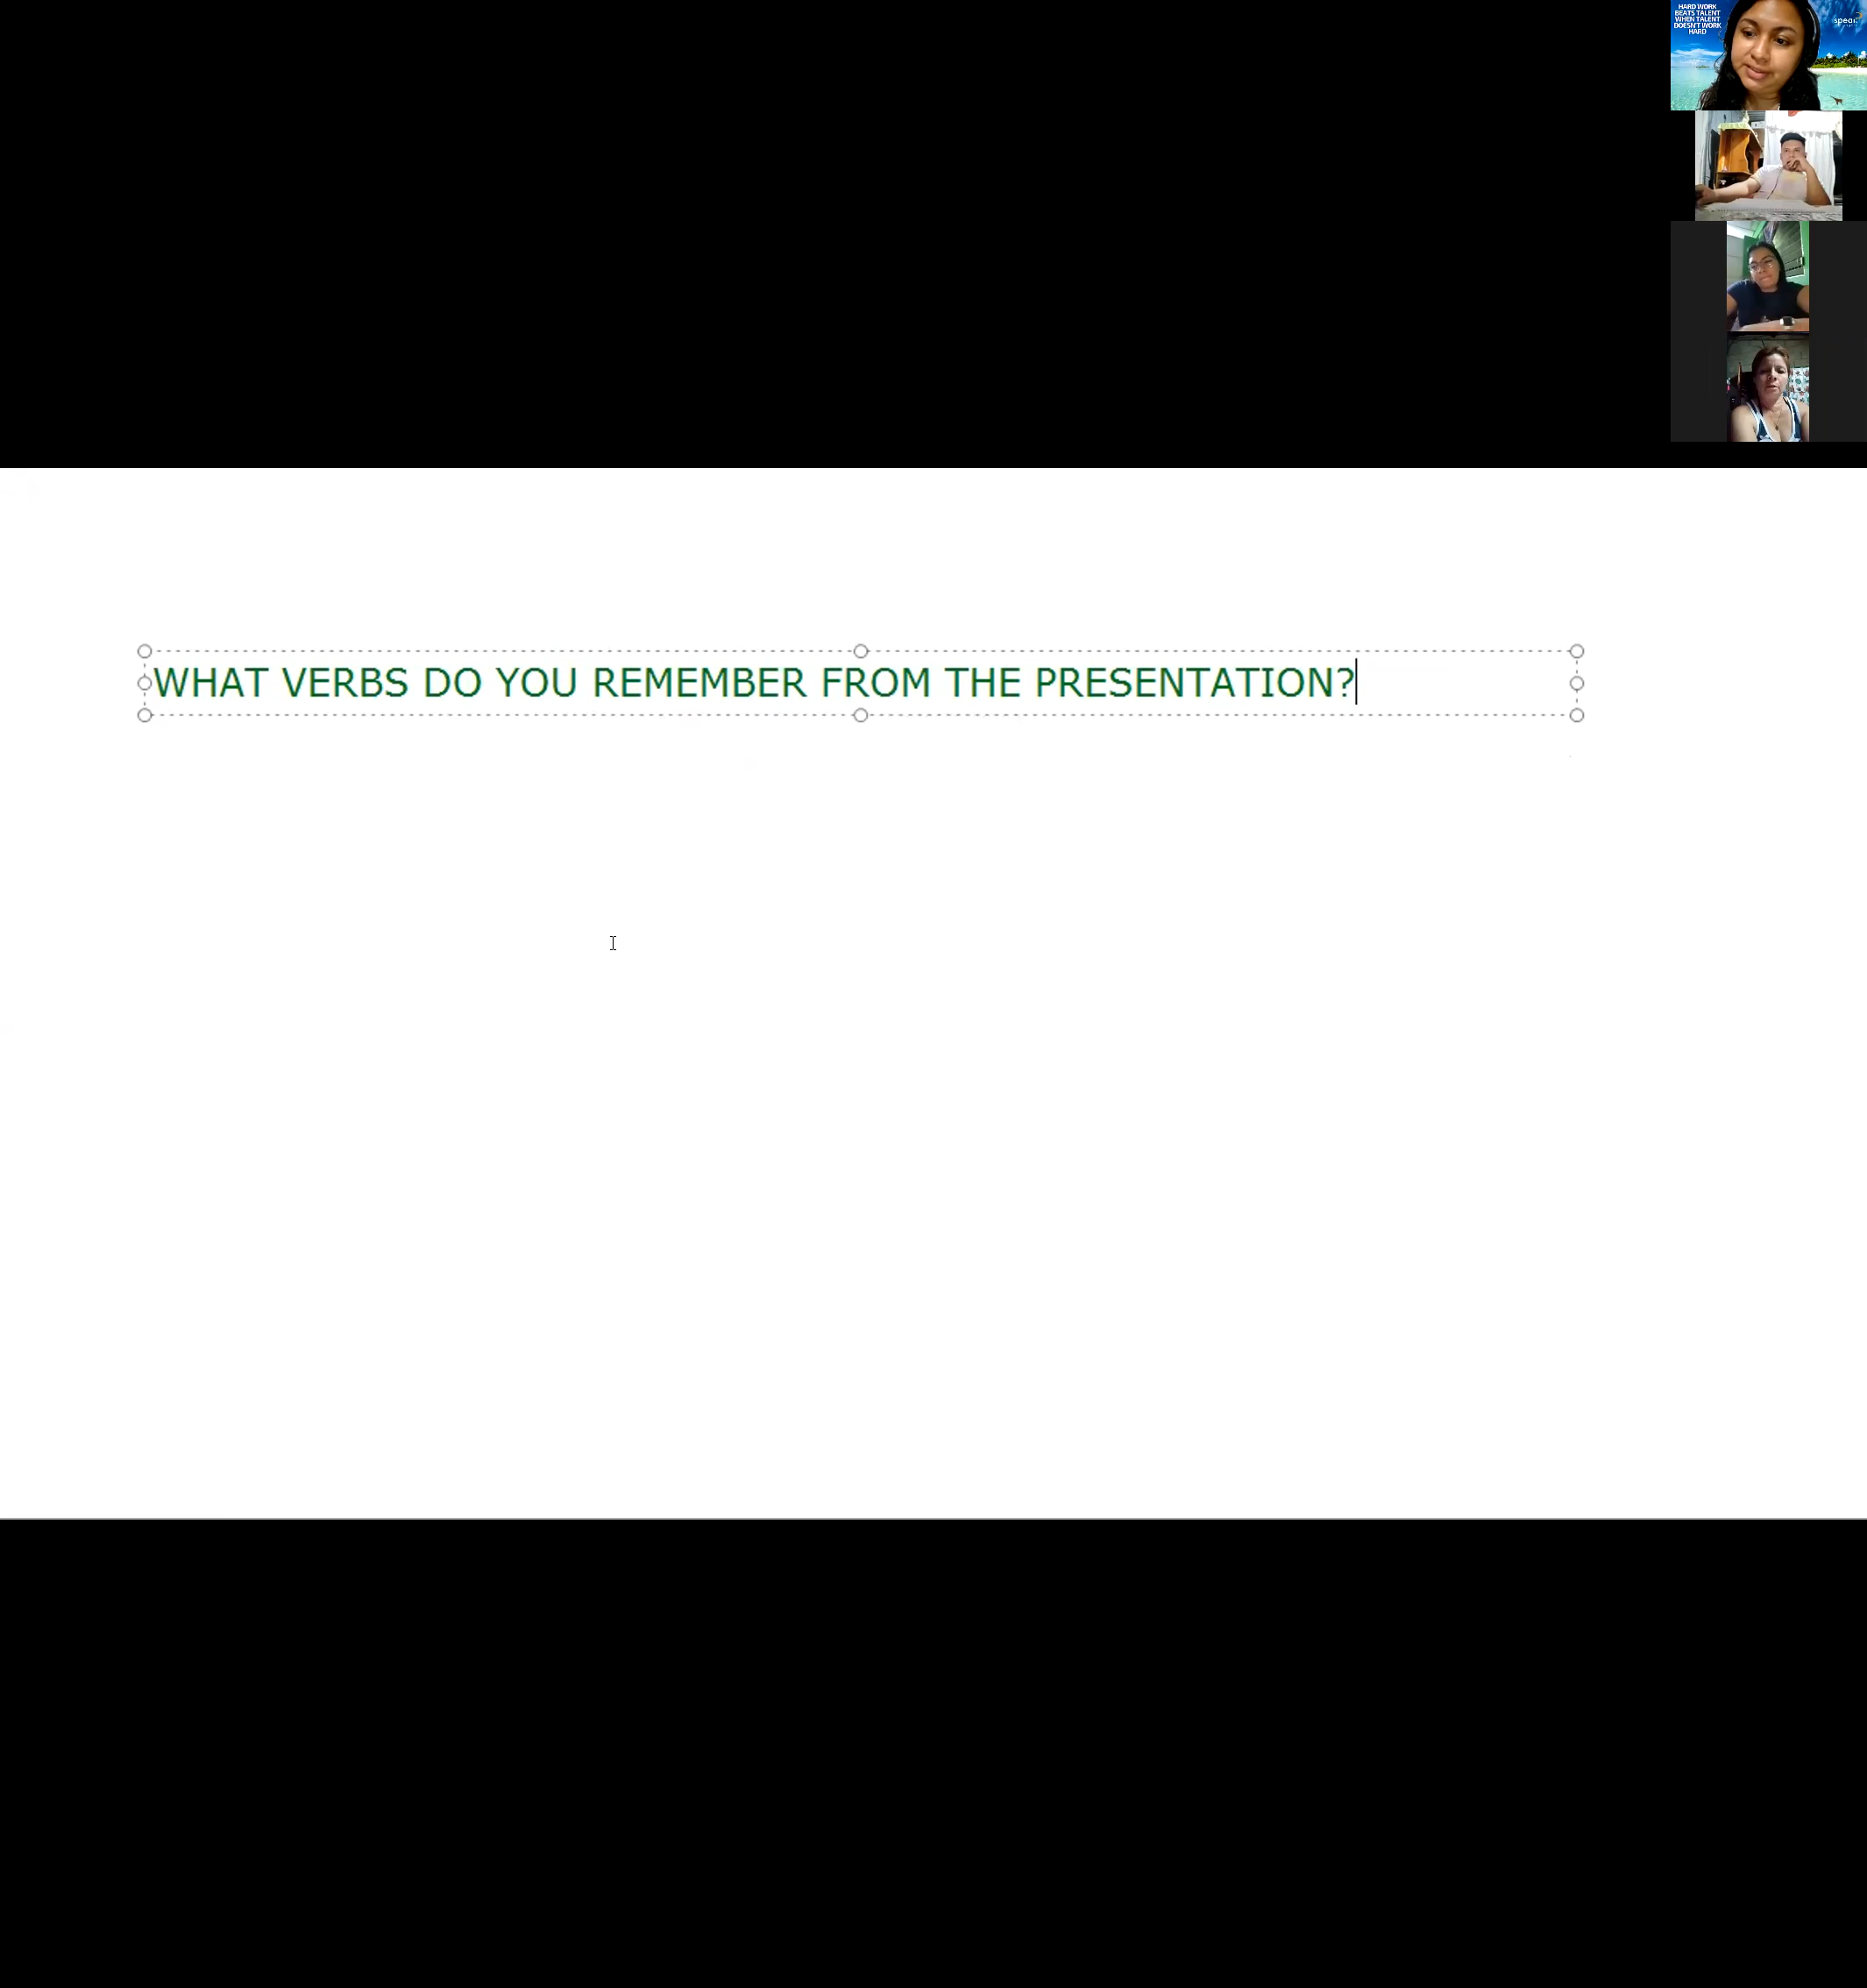 HARD WORK
BEATS TALENT
WHEN TALENT
DOESN'T WORK
HARD
WHAT VERBS DO YOU REMEMBER FROM THE PRESENTATION?